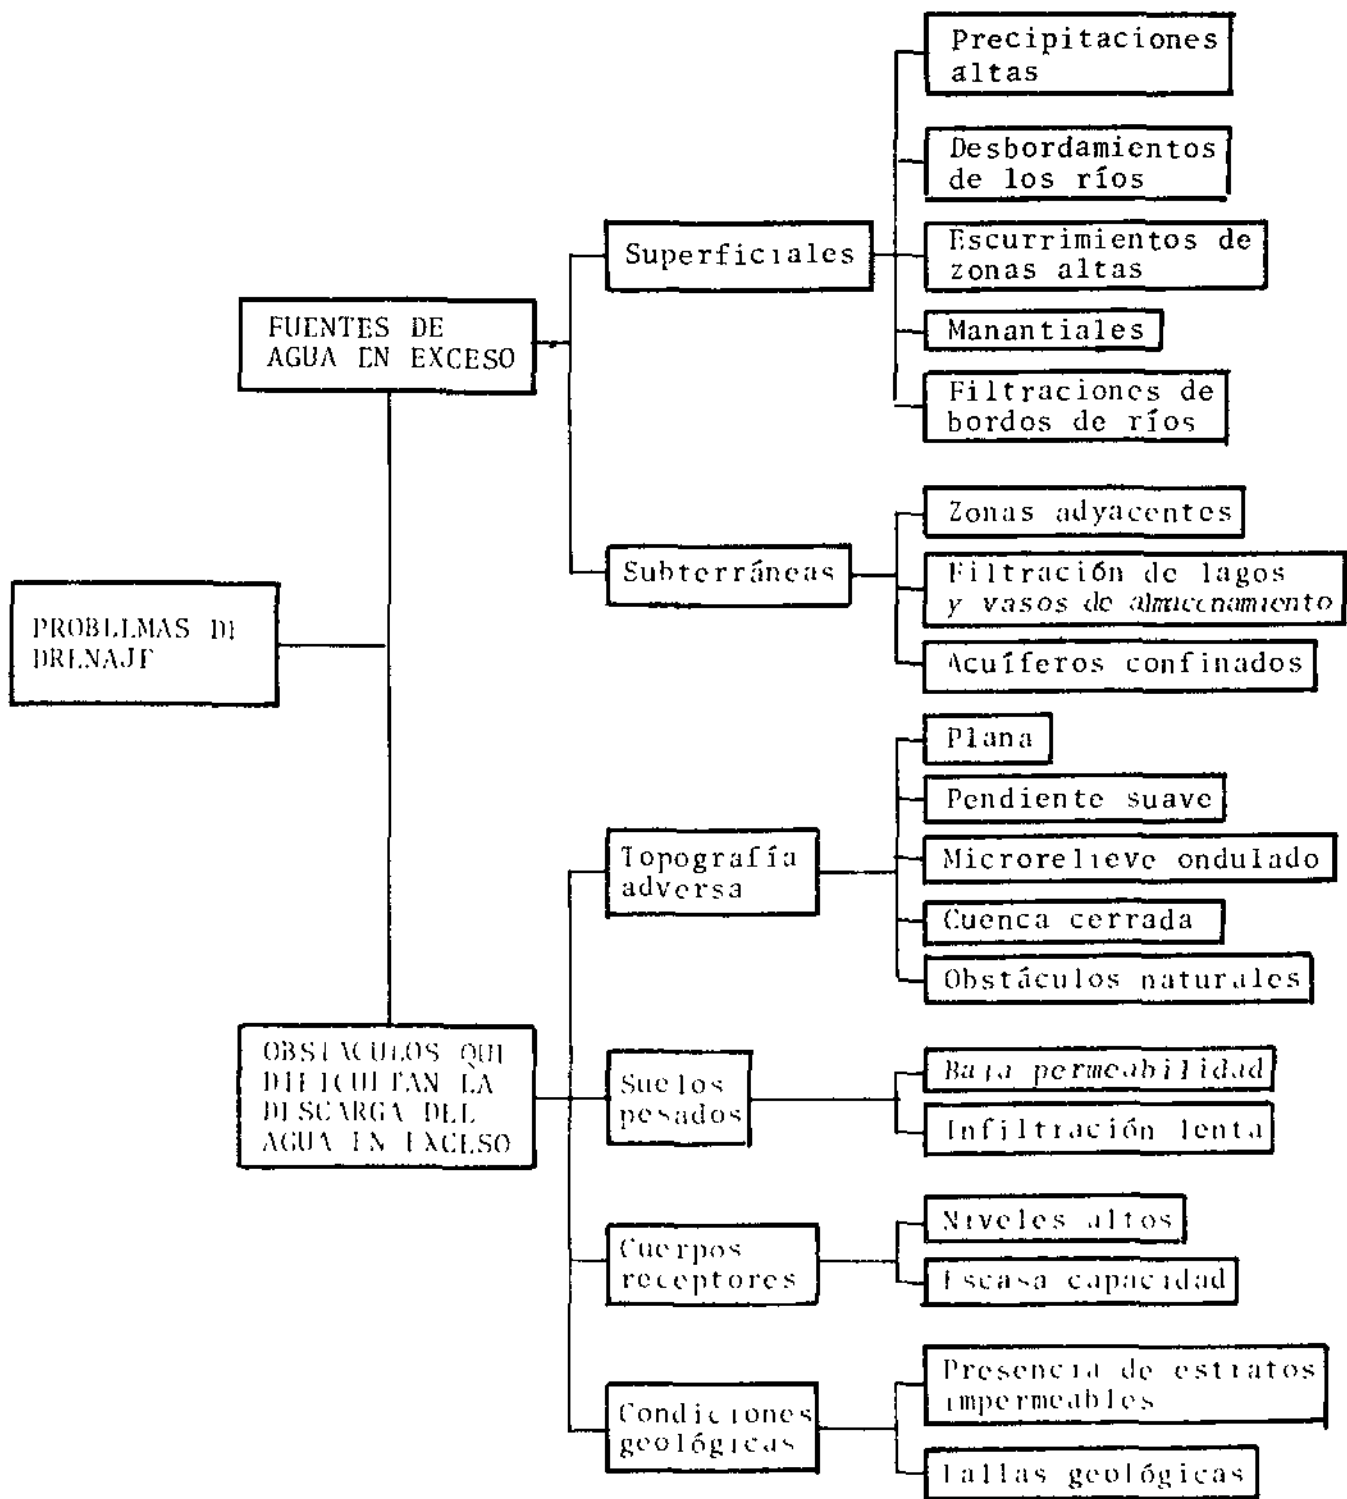 Precipitaciones
altas
Desbordamientos
de los ríos
Superficiales
Escurrimientos de
zonas altas
FUENTES DE
AGUA EN EXCESO
Manantiales
Filtraciones de
bordos de ríos
Zonas adyacentes
Subterráneas
Filtración de lagos
y vasos de almacenamiento
PROBLEMAS DE
DRENAJE
Acuíferos confinados
Plana
Pendiente suave
Topografía
adversa
Microrelieve ondulado
Cuenca cerrada
Obstáculos naturales
OBSTACULOS QUE
DIFICULTAN LA
DESCARGA DEL
AGUA EN EXCESO
Suelos
pesados
Baja permeabilidad
Infiltración lenta
Cuerpos
receptores
Niveles altos
Escasa capacidad
Condiciones
geológicas
Presencia de estratos
impermeables
Fallas geológicas